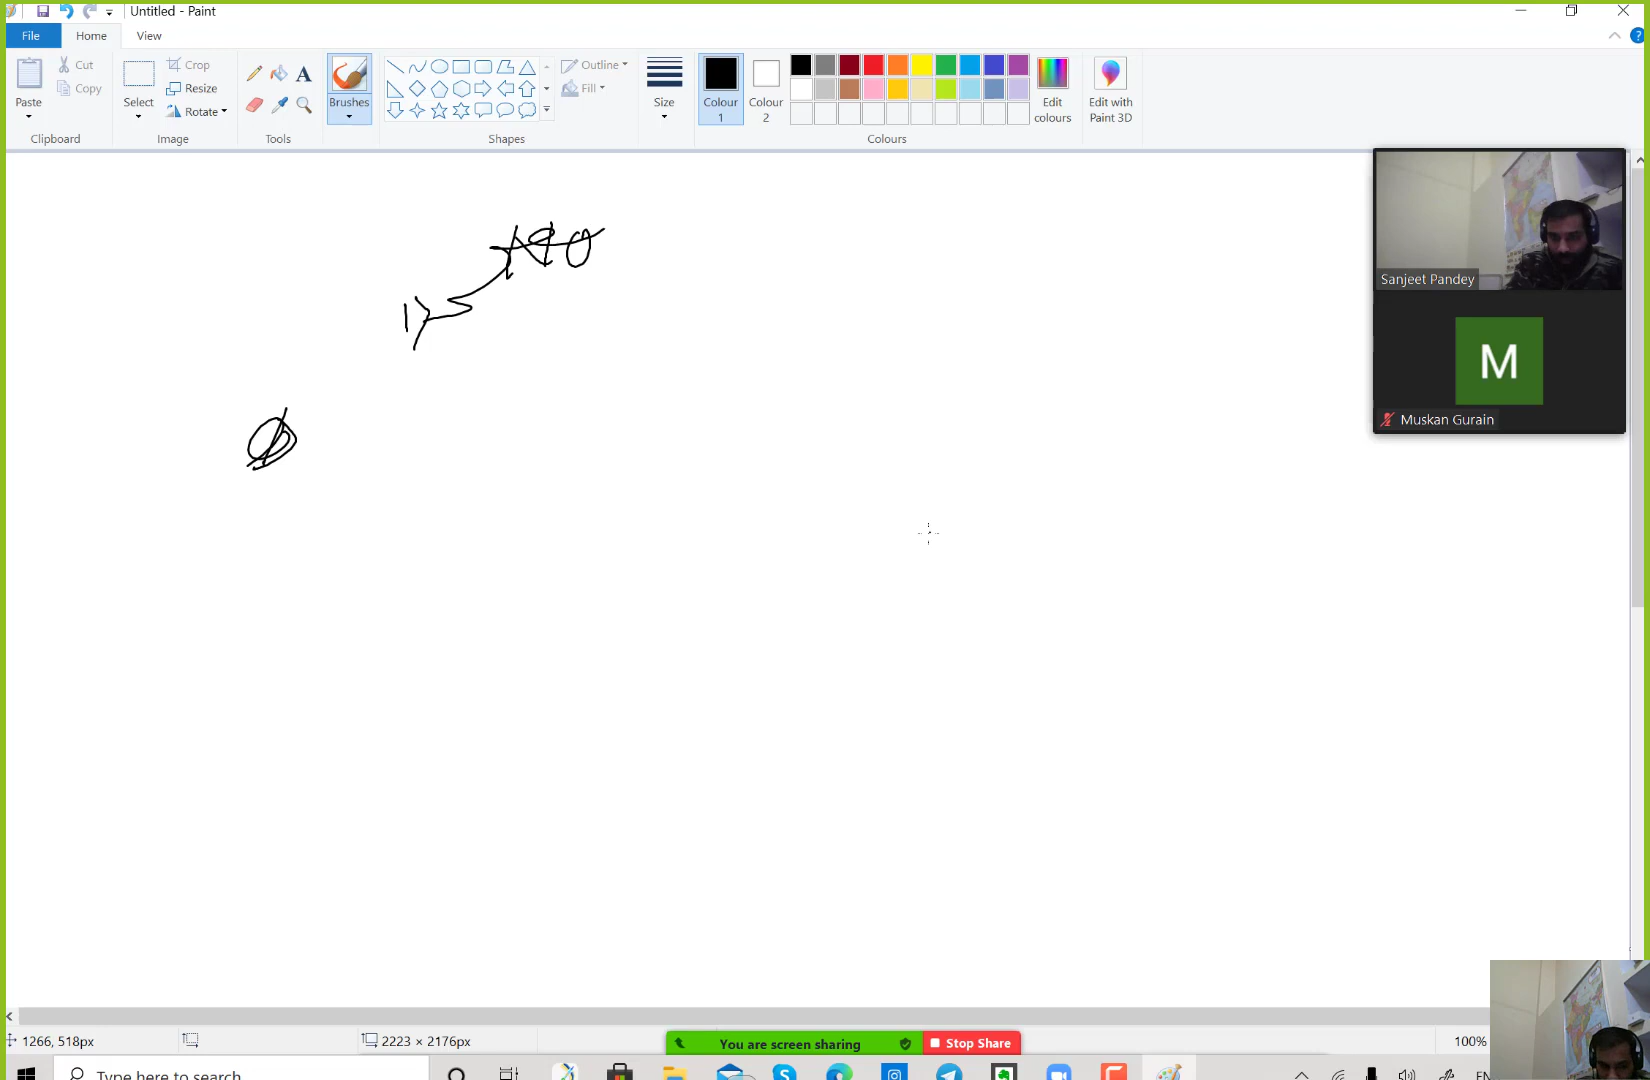 Untitled - Paint
File Home View
Paste
Cut
Copy
Clipboard
Select
Crop
Resize
Rotate
Image
A
Tools
Brushes
Shapes
Outline
Fill
Size
Colour 1
Colour 2
Edit colours
Edit with Paint 3D
Colours
?
Sanjeet Pandey
M
Muskan Gurain
1266, 518px
2223 × 2176px
You are screen sharing
Stop Share
100%
Type here to search